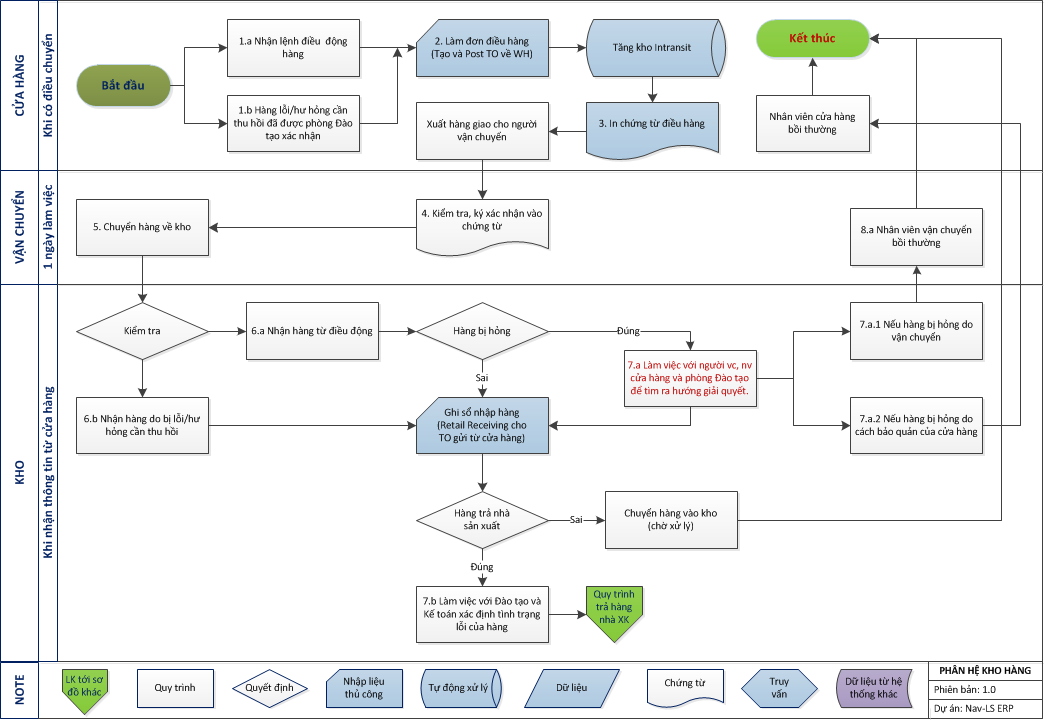 CỬA HÀNG
Khi có điều chuyển
Bắt đầu
1.a Nhận lệnh điều động
hàng
1.b Hàng lỗi/hư hỏng cần
thu hồi đã được phòng Đào
tạo xác nhận
2. Làm đơn điều hàng
(Tạo và Post TO về WH)
Tăng kho Intransit
Kết thúc
Xuất hàng giao cho người
vận chuyển
3. In chứng từ điều hàng
Nhân viên cửa hàng
bồi thường
VẬN CHUYỂN
1 ngày làm việc
5. Chuyển hàng về kho
4. Kiểm tra, ký xác nhận vào
chứng từ
8.a Nhân viên vận chuyển
bồi thường
KHO
Khi nhận thông tin từ cửa hàng
Kiểm tra
6.a Nhận hàng từ điều động
Hàng bị hỏng
Đúng
7.a.1 Nếu hàng bị hỏng do
vận chuyển
7.a Làm việc với người vc, nv
cửa hàng và phòng Đào tạo
để tìm ra hướng giải quyết.
Sai
6.b Nhận hàng do bị lỗi/hư
hỏng cần thu hồi
Ghi sổ nhập hàng
(Retail Receiving cho
TO gửi từ cửa hàng)
7.a.2 Nếu hàng bị hỏng do
cách bảo quản của cửa hàng
Hàng trả nhà
sản xuất
Sai
Chuyển hàng vào kho
(chờ xử lý)
Đúng
7.b Làm việc với Đào tạo và
Kế toán xác định tình trạng
lỗi của hàng
Quy trình
trả hàng
nhà XK
NOTE
LK tới sơ
đồ khác
Quy trình
Quyết định
Nhập liệu
thủ công
Tự động xử lý
Dữ liệu
Chứng từ
Truy
vấn
Dữ liệu từ hệ
thống khác
PHÂN HỆ KHO HÀNG
Phiên bản: 1.0
Dự án: Nav-LS ERP